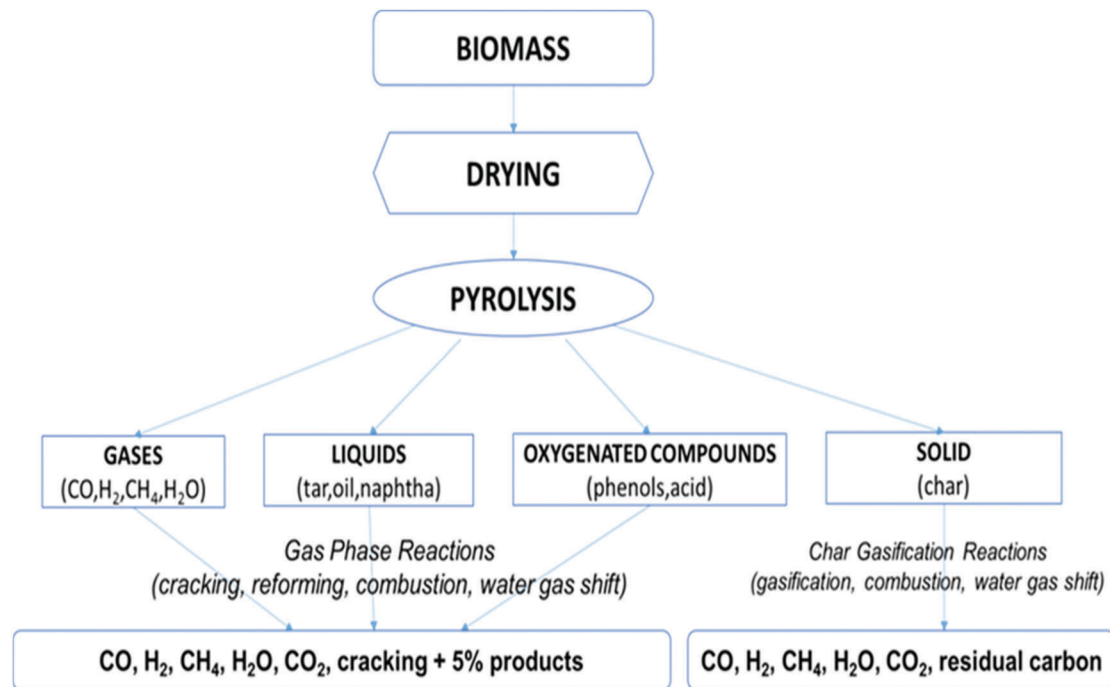 BIOMASS
DRYING
PYROLYSIS
GASES
(CO,H₂,CH₄,H₂O)
LIQUIDS
(tar,oil,naphtha)
OXYGENATED COMPOUNDS
(phenols,acid)
SOLID
(char)
Gas Phase Reactions
(cracking, reforming, combustion, water gas shift)
Char Gasification Reactions
(gasification, combustion, water gas shift)
CO, H₂, CH₄, H₂O, CO₂, cracking + 5% products
CO, H₂, CH₄, H₂O, CO₂, residual carbon